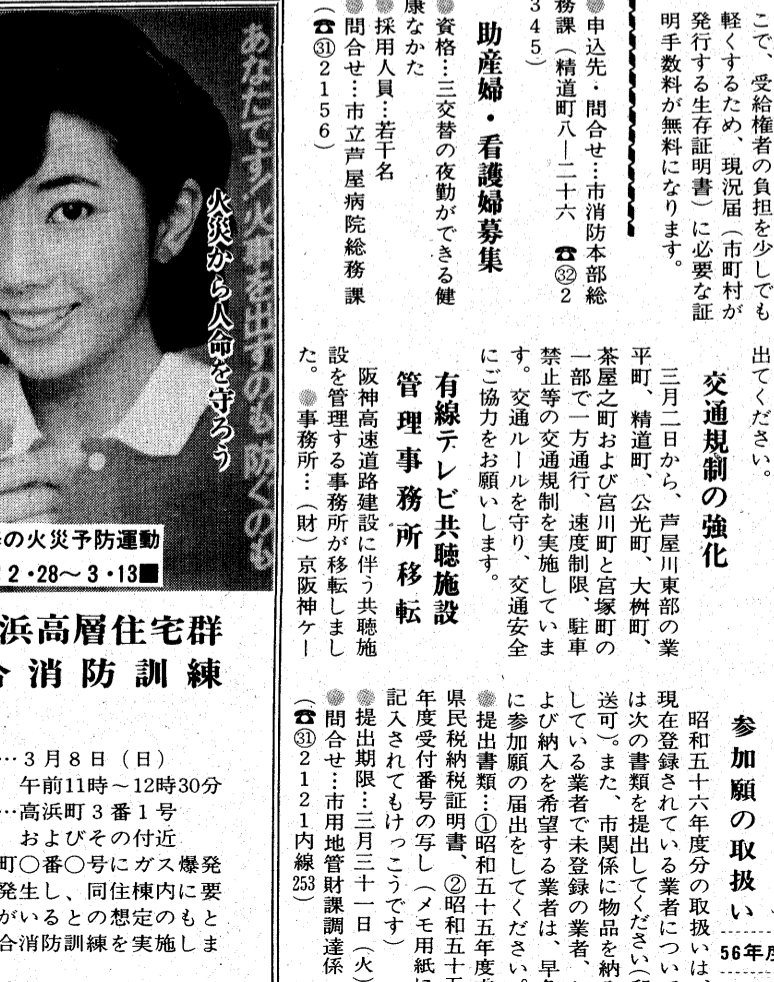 こで、受給権者の負担を少しでも
軽くするため、現況届（市町村が
発行する生存証明書）に必要な証
明手数料が無料になります。
申込先・問合せ…市消防本部総
務課（精道町八ー二十六 ☎㉜2
345）
助産婦・看護婦募集
資格…三交替の夜勤ができる健
康なかた
採用人員…若干名
問合せ…市立芦屋病院総務課
（☎㉛2156）
出てください。
交通規制の強化
三月二日から、芦屋川東部の業
平町、精道町、公光町、大桝町、
茶屋之町および宮川町と宮塚町の
一部で一方通行、速度制限、駐車
禁止等の交通規制を実施していま
す。交通ルールを守り、交通安全
にご協力をお願いします。
有線テレビ共聴施設
管理事務所移転
阪神高速道路建設に伴う共聴施
設を管理する事務所が移転しまし
た。●事務所…（財）京阪神ケー
参加願の取扱い
56年度
昭和五十六年度分の取扱いは、
現在登録されている業者につい
は次の書類を提出してください
送可）。また、市関係に物品を納
している業者で未登録の業者、
よび納入を希望する業者は、早
に参加願の届出をしてください。
提出書類…①昭和五十五年度
県民税納税証明書、②昭和五十
年度受付番号の写し（メモ用紙に
記入されてもけっこうです）
提出期限…三月三十一日（火）
問合せ…市用地管財課調達係
（☎㉛2121内線253）
あなたです！火事を出すのも 防ぐのも
火災から人命を守ろう
の火災予防運動
2・28〜3・13■
浜高層住宅群
合消防訓練
…3月8日（日）
午前11時〜12時30分
…高浜町3番1号
およびその付近
町○番○号にガス爆発
発生し、同住棟内に要
がいるとの想定のもと
合消防訓練を実施しま